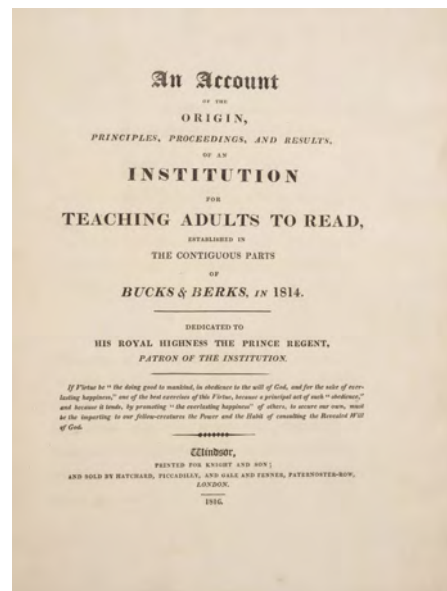 An Account
OF THE
ORIGIN,
PRINCIPLES, PROCEEDINGS, AND RESULTS,
OF AN
INSTITUTION
FOR
TEACHING ADULTS TO READ,
ESTABLISHED IN
THE CONTIGUOUS PARTS
OF
BUCKS & BERKS, IN 1814.
DEDICATED TO
HIS ROYAL HIGHNESS THE PRINCE REGENT,
PATRON OF THE INSTITUTION.
If Virtue be "the doing good to mankind, in obedience to the will of God, and for the sake of ever-
lasting happiness," one of the best exercises of this Virtue, because a principal act of such "obedience,"
and because it tends, by promoting "the everlasting happiness" of others, to secure our own, must
be the imparting to our fellow-creatures the Power and the Habit of consulting the Revealed Will
of God.
Windsor,
PRINTED FOR KNIGHT AND SON;
AND SOLD BY HATCHARD, PICCADILLY, AND GALE AND FENNER, PATERNOSTER-ROW,
LONDON.
1816.